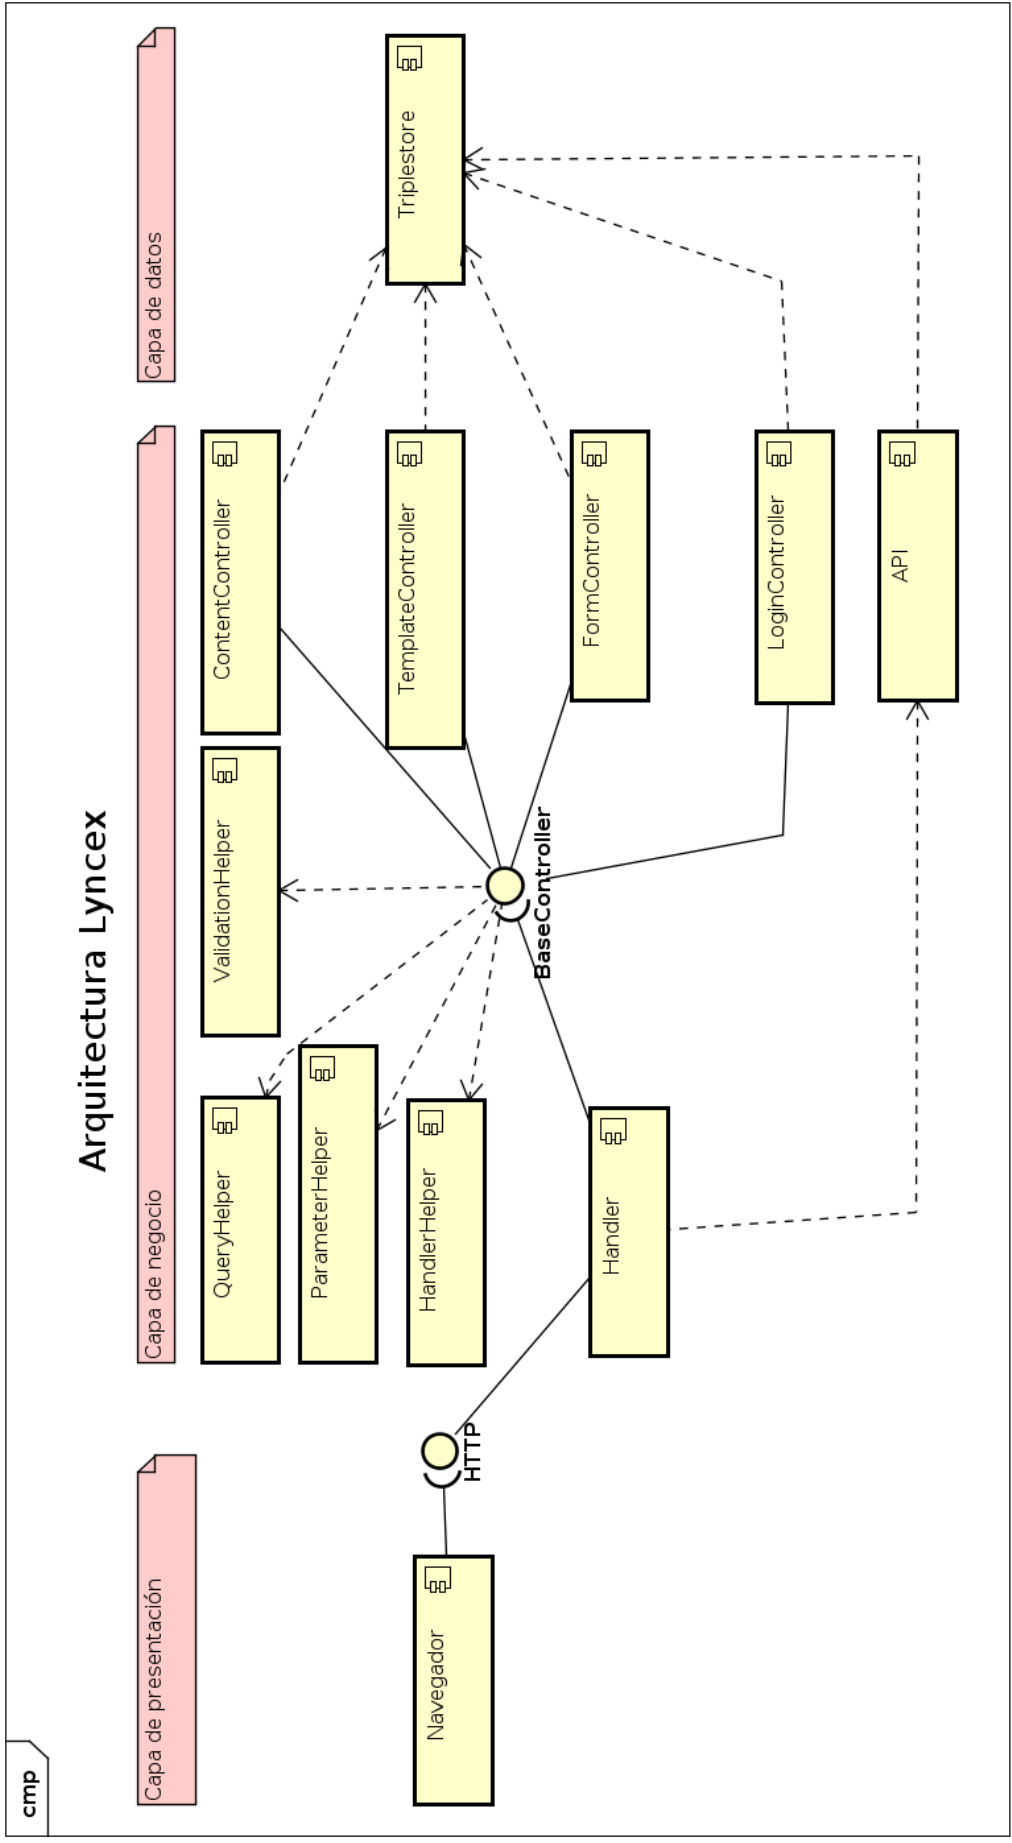 cmp
Arquitectura Lyncex
Capa de presentación
Capa de negocio
Capa de datos
QueryHelper
ValidationHelper
ContentController
ParameterHelper
Navegador
HTTP
HandlerHelper
TemplateController
Triplestore
BaseController
Handler
FormController
LoginController
API